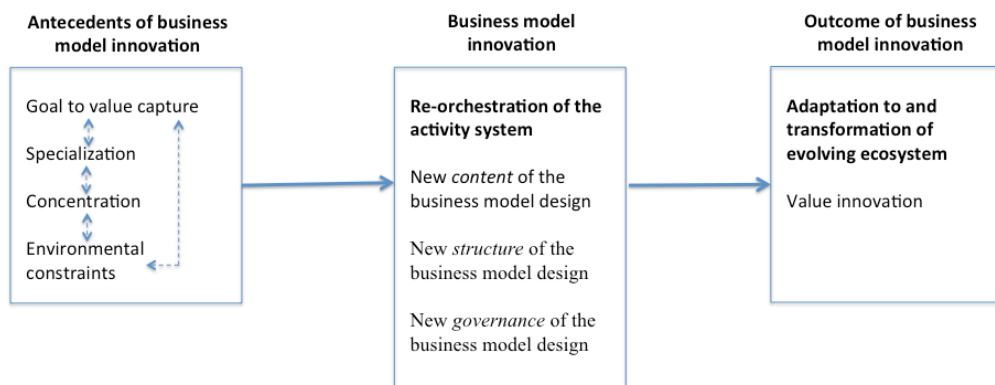 Antecedents of business
model innovation
Goal to value capture
Specialization
Concentration
Environmental
constraints
Business model
innovation
Re-orchestration of the
activity system
New content of the
business model design
New structure of the
business model design
New governance of the
business model design
Outcome of business
model innovation
Adaptation to and
transformation of
evolving ecosystem
Value innovation